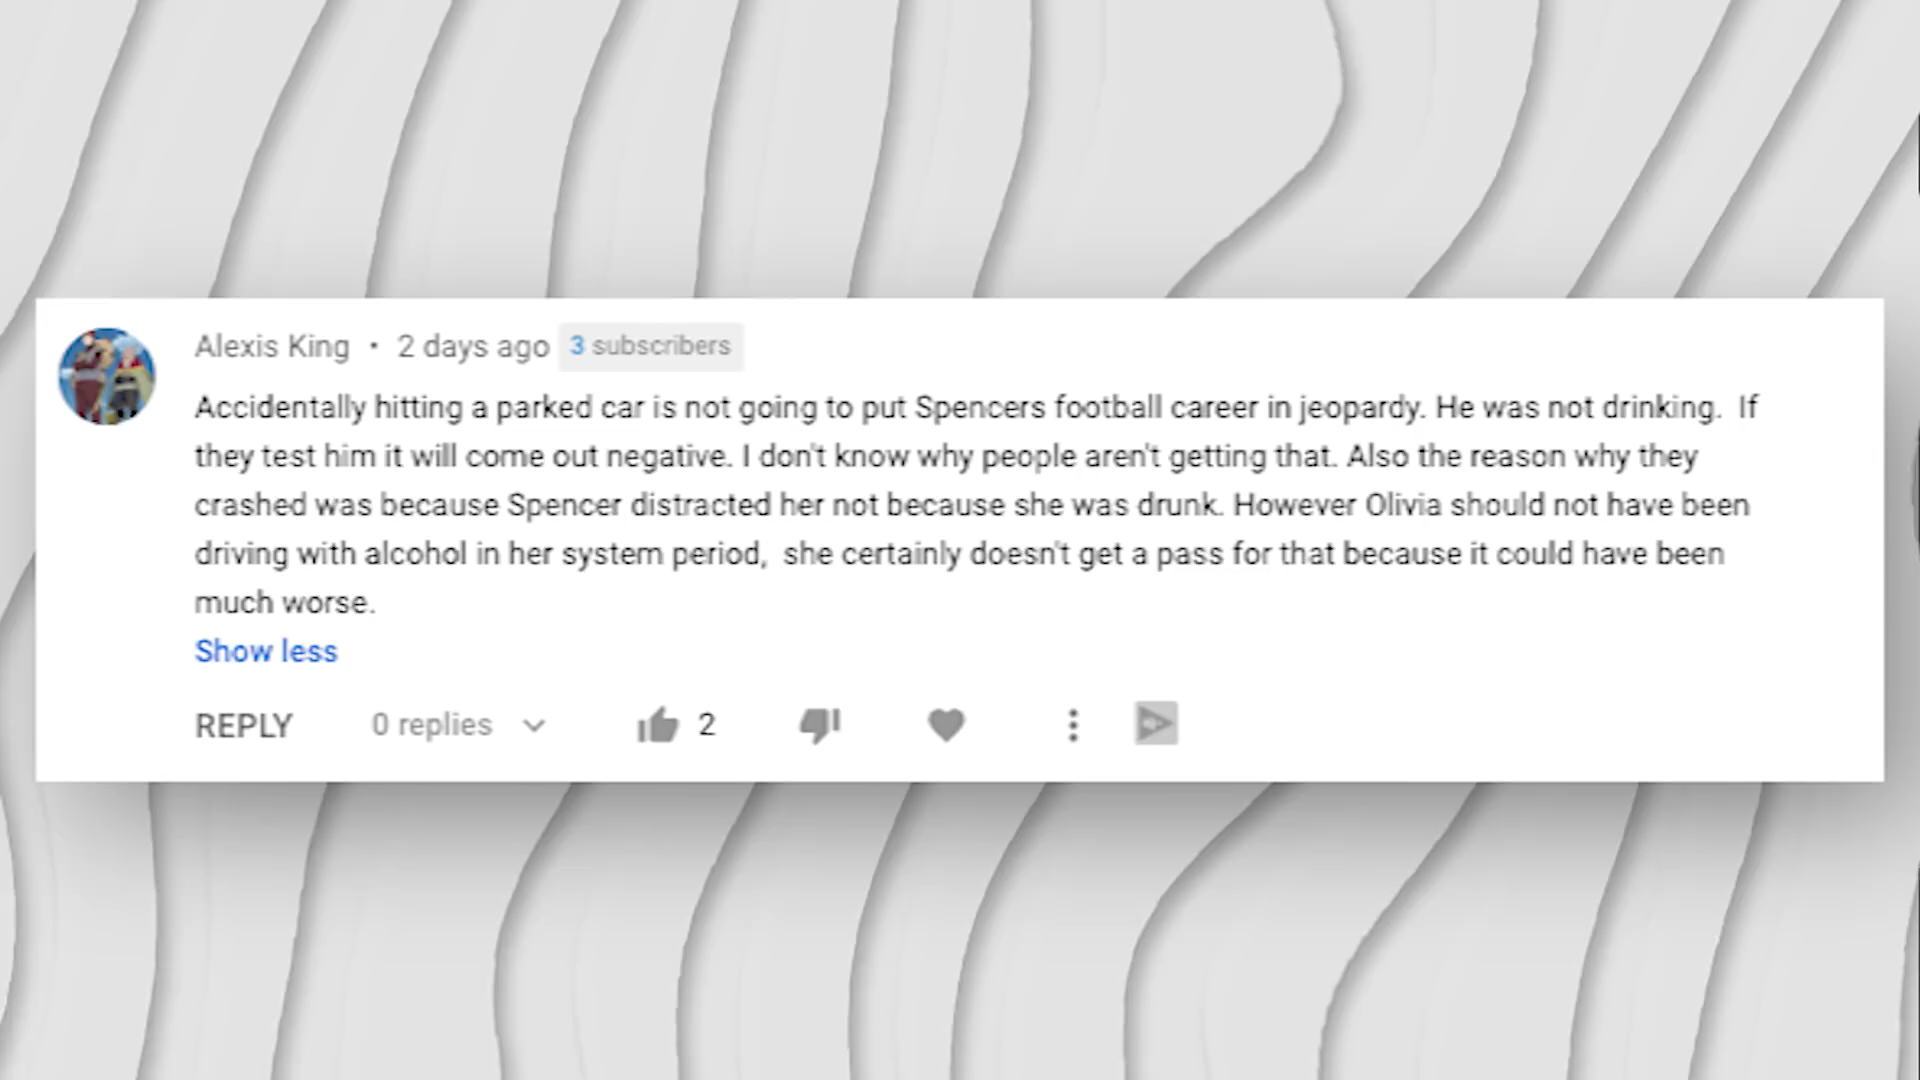 Alexis King • 2 days ago 3 subscribers
Accidentally hitting a parked car is not going to put Spencers football career in jeopardy. He was not drinking.  If
they test him it will come out negative. I don't know why people aren't getting that. Also the reason why they
crashed was because Spencer distracted her not because she was drunk. However Olivia should not have been
driving with alcohol in her system period,  she certainly doesn't get a pass for that because it could have been
much worse.
Show less
REPLY 0 replies 2